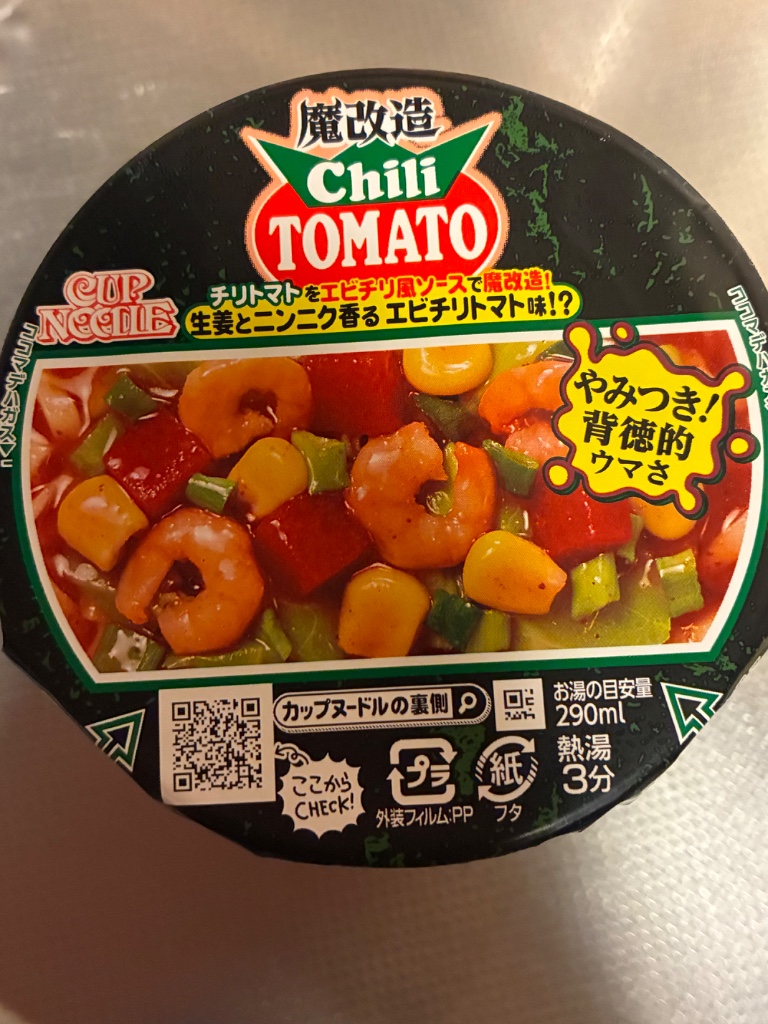 魔改造
Chili
TOMATO
CUP
NOODLE
チリトマトをエビチリ風ソースで魔改造!
生姜とニンニク香る エビチリトマト味!?
やみつき!
背徳的
ウマさ
カップヌードルの裏側
ここから
CHECK!
プラ
外装フィルム:PP
紙
フタ
お湯の目安量
290ml
熱湯
3分